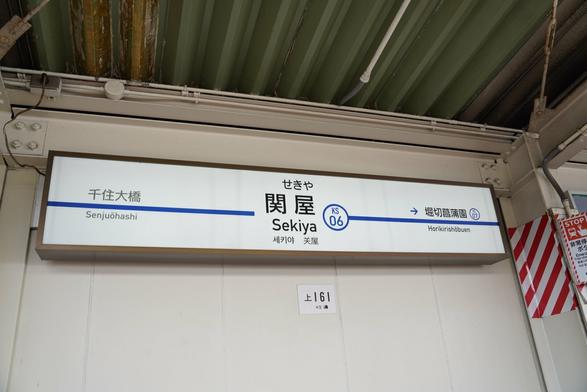 千住大橋
Senjuōhashi
せきや
関屋
Sekiya
세키야 关屋
KS
06
→ 堀切菖蒲園
Horikirishōbuen
上161
STOP!